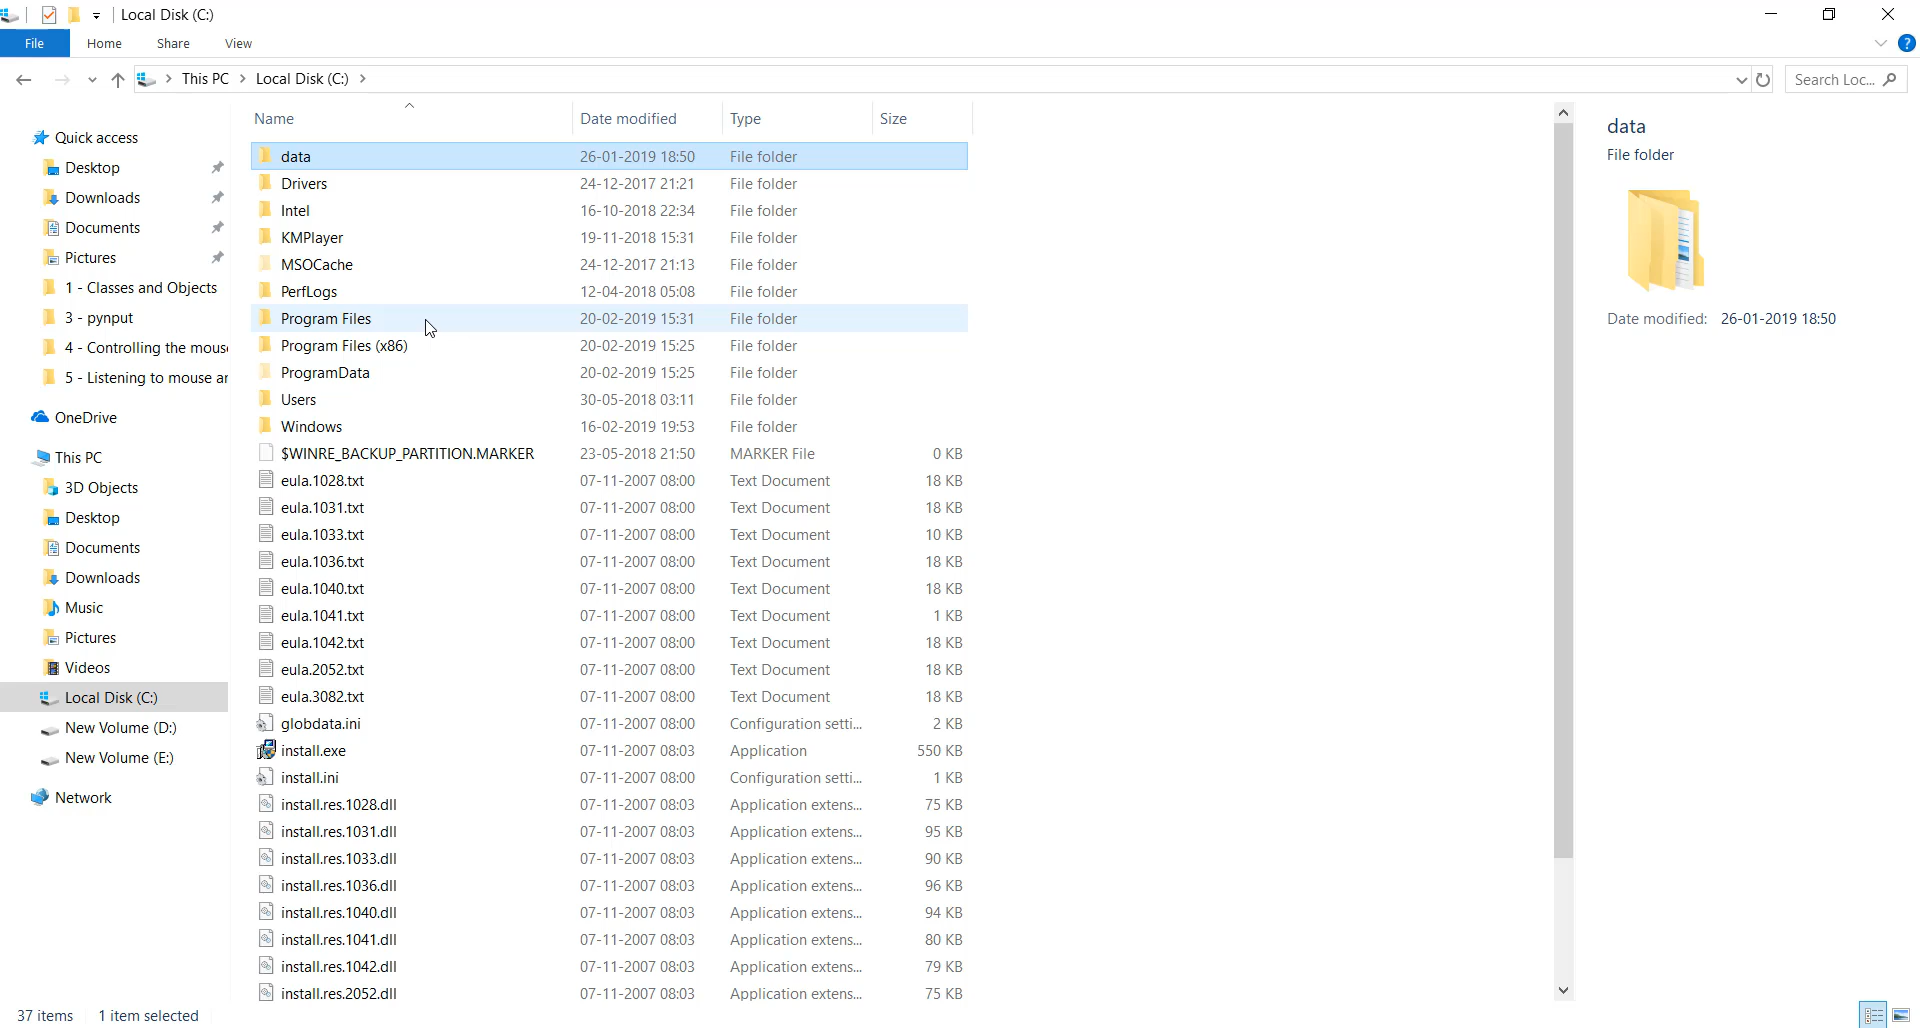 Local Disk (C:)
File Home Share View
This PC Local Disk (C:) Search Loc...
Name Date modified Type Size
Quick access
Desktop
Downloads
Documents
Pictures
1 - Classes and Objects
3 - pynput
4 - Controlling the mous
5 - Listening to mouse ar
OneDrive
This PC
3D Objects
Desktop
Documents
Downloads
Music
Pictures
Videos
Local Disk (C:)
New Volume (D:)
New Volume (E:)
Network
data 26-01-2019 18:50 File folder
Drivers 24-12-2017 21:21 File folder
Intel 16-10-2018 22:34 File folder
KMPlayer 19-11-2018 15:31 File folder
MSOCache 24-12-2017 21:13 File folder
PerfLogs 12-04-2018 05:08 File folder
Program Files 20-02-2019 15:31 File folder
Program Files (x86) 20-02-2019 15:25 File folder
ProgramData 20-02-2019 15:25 File folder
Users 30-05-2018 03:11 File folder
Windows 16-02-2019 19:53 File folder
$WINRE_BACKUP_PARTITION.MARKER 23-05-2018 21:50 MARKER File 0 KB
eula.1028.txt 07-11-2007 08:00 Text Document 18 KB
eula.1031.txt 07-11-2007 08:00 Text Document 18 KB
eula.1033.txt 07-11-2007 08:00 Text Document 10 KB
eula.1036.txt 07-11-2007 08:00 Text Document 18 KB
eula.1040.txt 07-11-2007 08:00 Text Document 18 KB
eula.1041.txt 07-11-2007 08:00 Text Document 1 KB
eula.1042.txt 07-11-2007 08:00 Text Document 18 KB
eula.2052.txt 07-11-2007 08:00 Text Document 18 KB
eula.3082.txt 07-11-2007 08:00 Text Document 18 KB
globdata.ini 07-11-2007 08:00 Configuration setti... 2 KB
install.exe 07-11-2007 08:03 Application 550 KB
install.ini 07-11-2007 08:00 Configuration setti... 1 KB
install.res.1028.dll 07-11-2007 08:03 Application extens... 75 KB
install.res.1031.dll 07-11-2007 08:03 Application extens... 95 KB
install.res.1033.dll 07-11-2007 08:03 Application extens... 90 KB
install.res.1036.dll 07-11-2007 08:03 Application extens... 96 KB
install.res.1040.dll 07-11-2007 08:03 Application extens... 94 KB
install.res.1041.dll 07-11-2007 08:03 Application extens... 80 KB
install.res.1042.dll 07-11-2007 08:03 Application extens... 79 KB
install.res.2052.dll 07-11-2007 08:03 Application extens... 75 KB
data
File folder
Date modified: 26-01-2019 18:50
37 items 1 item selected